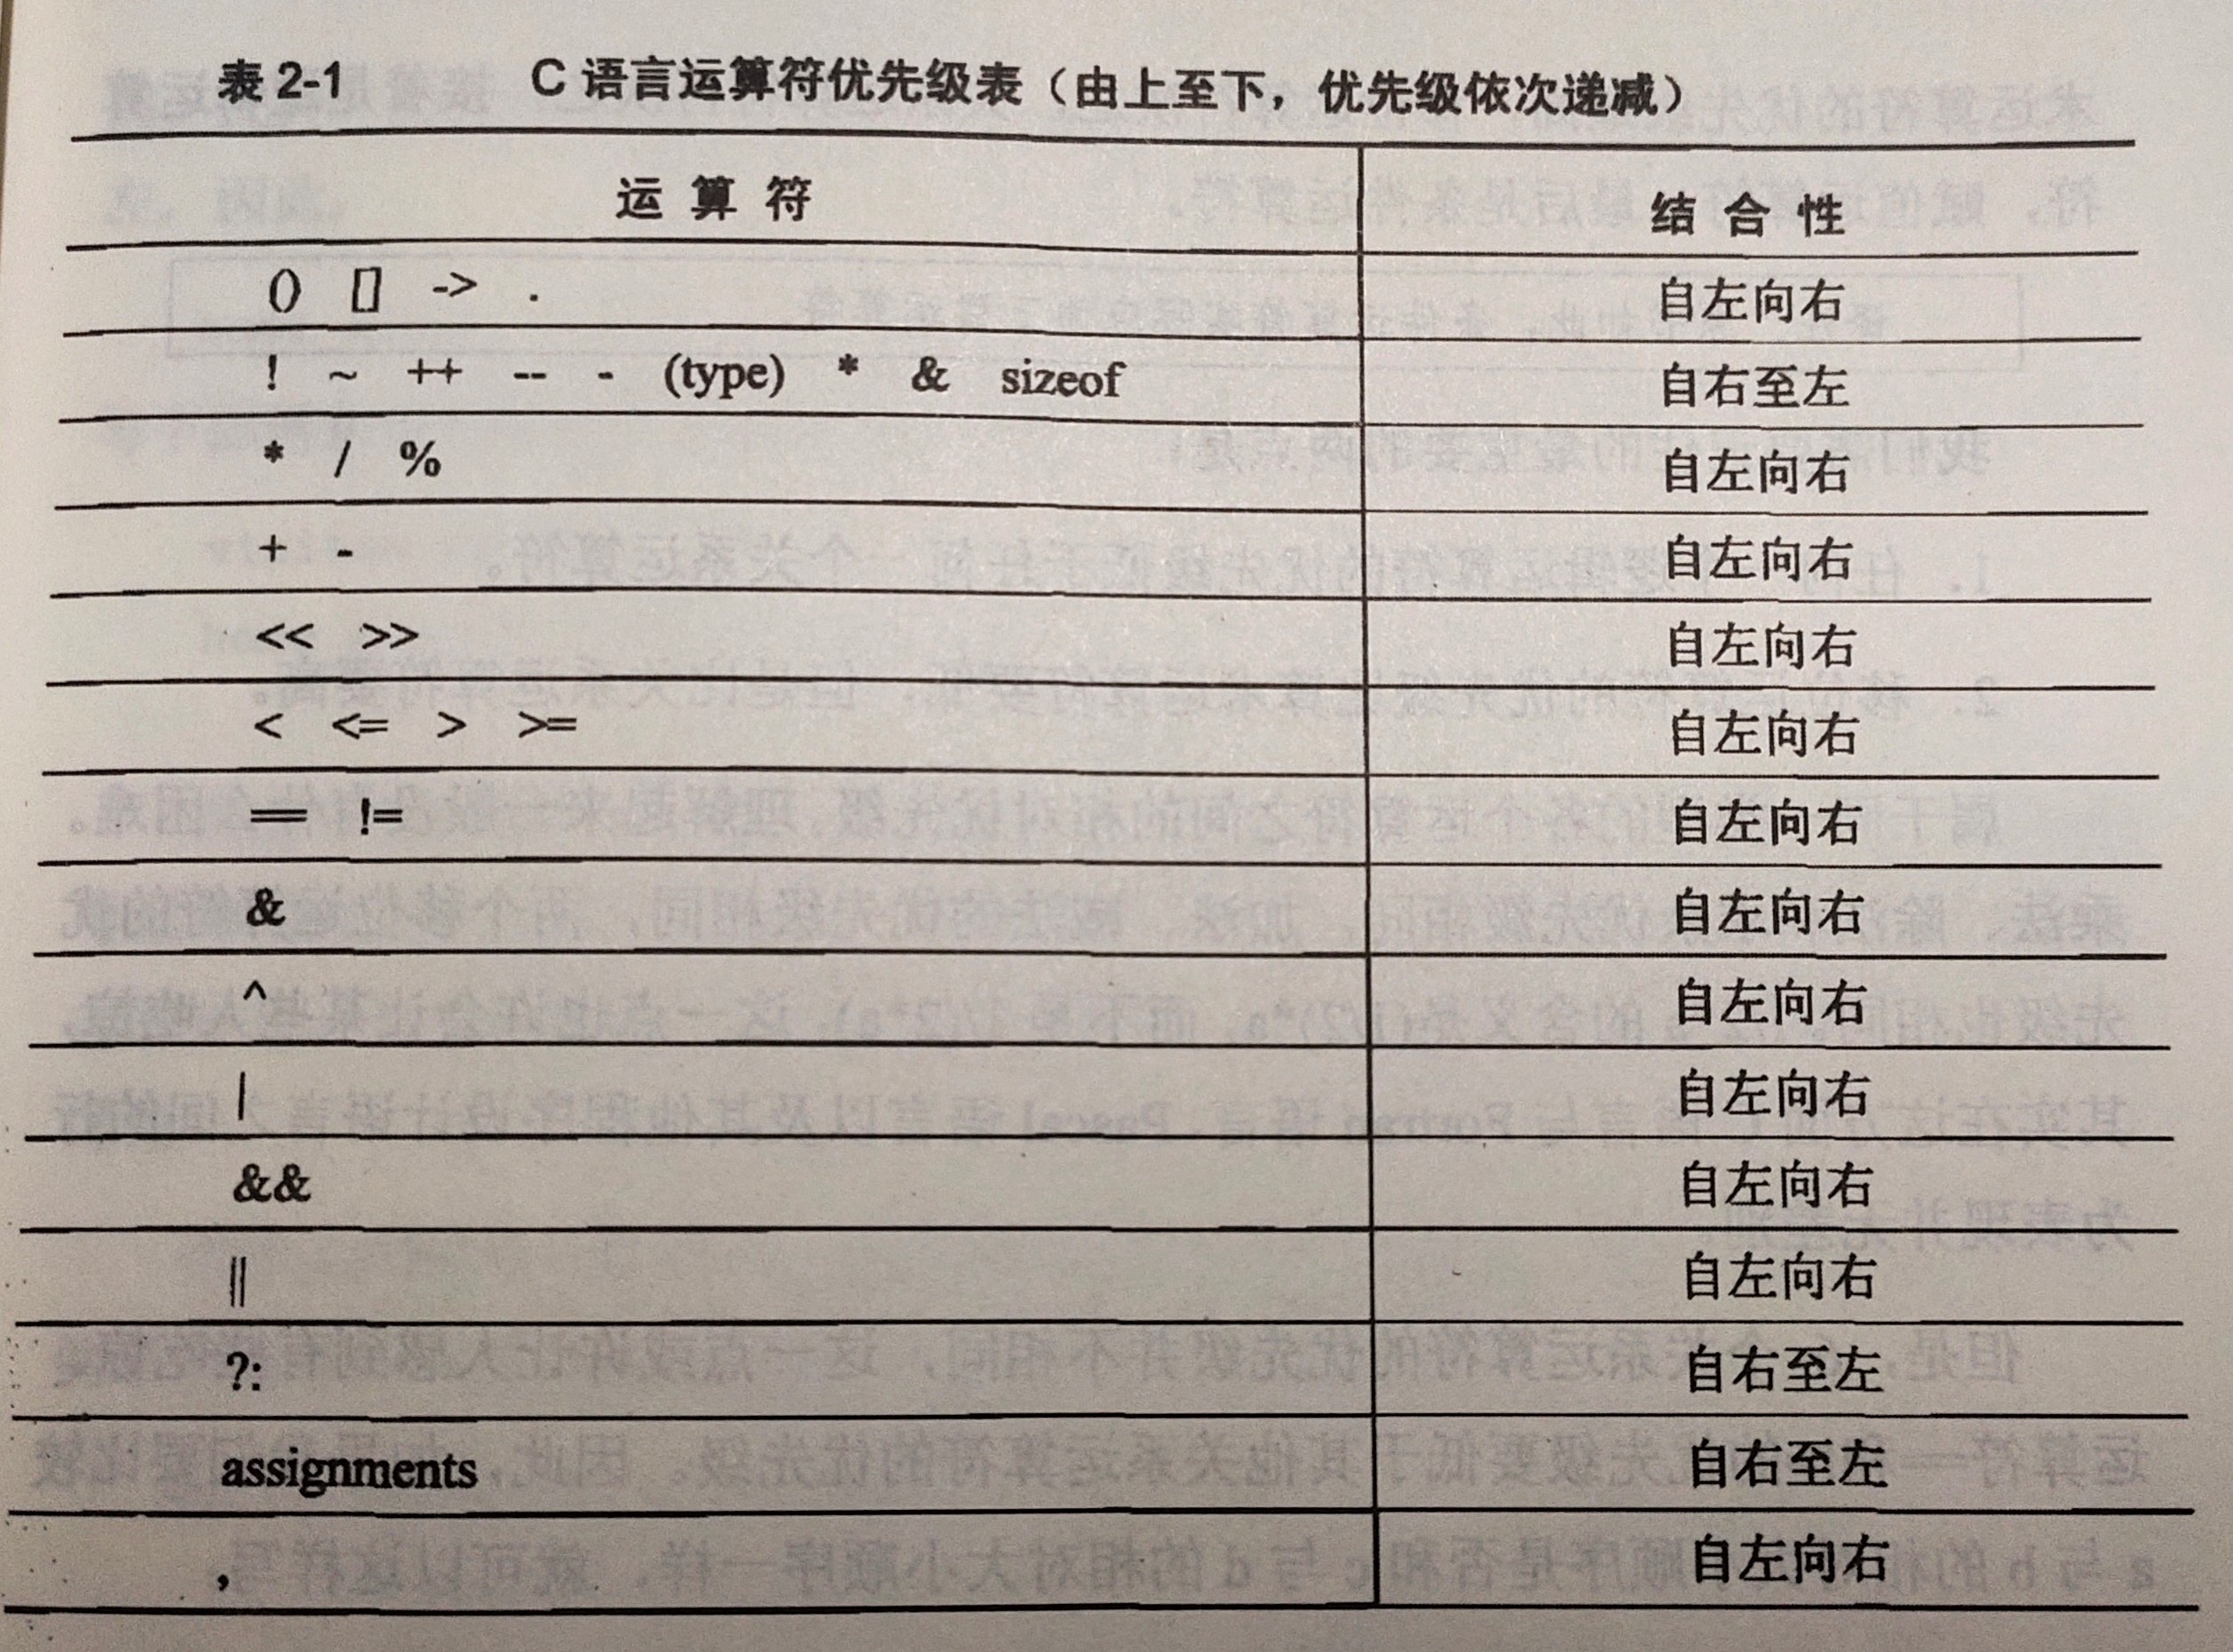 表 2-1 C 语言运算符优先级表（由上至下，优先级依次递减）
运 算 符 结 合 性
() [] -> . 自左向右
! ~ ++ -- - (type) * & sizeof 自右至左
* / % 自左向右
+ - 自左向右
<< >> 自左向右
< <= > >= 自左向右
== != 自左向右
& 自左向右
^ 自左向右
| 自左向右
&& 自左向右
|| 自左向右
?: 自右至左
assignments 自右至左
, 自左向右